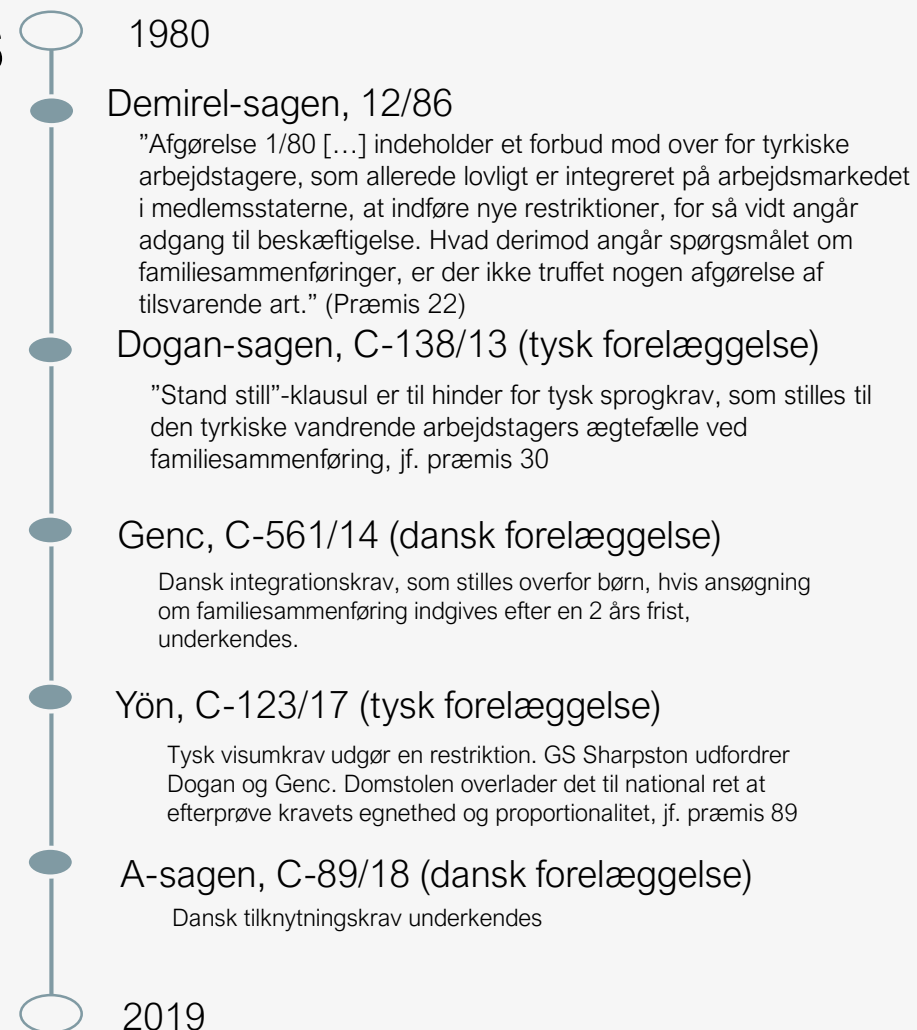 1980
Demirel-sagen, 12/86
”Afgørelse 1/80 […] indeholder et forbud mod over for tyrkiske
arbejdstagere, som allerede lovligt er integreret på arbejdsmarkedet
i medlemsstaterne, at indføre nye restriktioner, for så vidt angår
adgang til beskæftigelse. Hvad derimod angår spørgsmålet om
familiesammenføringer, er der ikke truffet nogen afgørelse af
tilsvarende art.” (Præmis 22)
Dogan-sagen, C-138/13 (tysk forelæggelse)
”Stand still”-klausul er til hinder for tysk sprogkrav, som stilles til
den tyrkiske vandrende arbejdstagers ægtefælle ved
familiesammenføring, jf. præmis 30
Genc, C-561/14 (dansk forelæggelse)
Dansk integrationskrav, som stilles overfor børn, hvis ansøgning
om familiesammenføring indgives efter en 2 års frist,
underkendes.
Yön, C-123/17 (tysk forelæggelse)
Tysk visumkrav udgør en restriktion. GS Sharpston udfordrer
Dogan og Genc. Domstolen overlader det til national ret at
efterprøve kravets egnethed og proportionalitet, jf. præmis 89
A-sagen, C-89/18 (dansk forelæggelse)
Dansk tilknytningskrav underkendes
2019